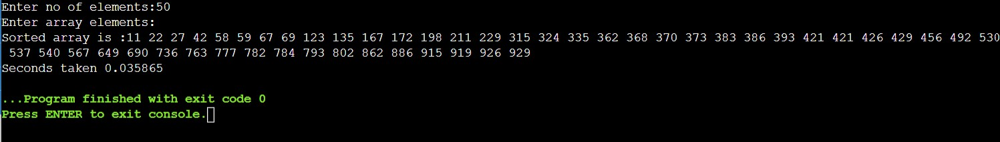 Enter no of elements:50
Enter array elements:
Sorted array is :11 22 27 42 58 59 67 69 123 135 167 172 198 211 229 315 324 335 362 368 370 373 383 386 393 421 421 426 429 456 492 530
537 540 567 649 690 736 763 777 782 784 793 802 862 886 915 919 926 929
Seconds taken 0.035865
...Program finished with exit code 0
Press ENTER to exit console.